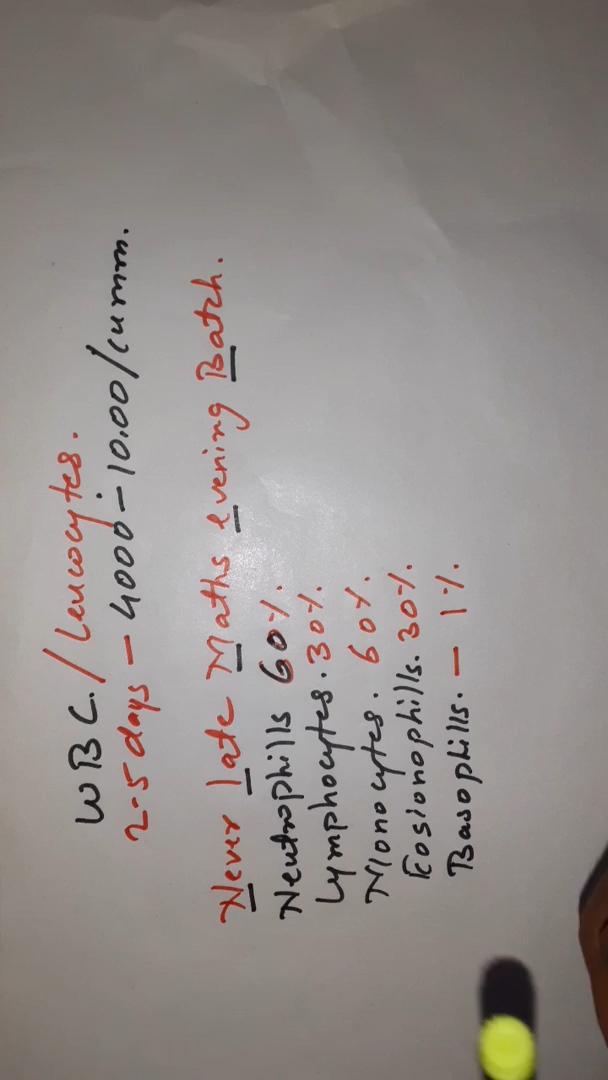 WBC./Leucocytes.
2-5 days - 4000-10.00/cumm.
Never late Maths evening Batch.
Neutrophills 60%.
Lymphocytes. 30%.
Monocytes. 60%.
Eosionophills. 30%.
Basophills. - 1%.